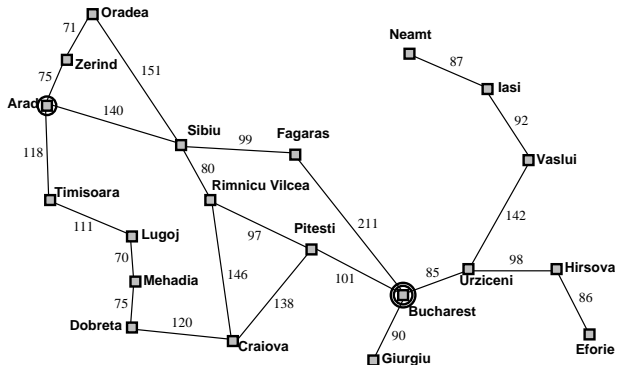 Oradea
71
Neamt
Zerind
87
75
151
Iasi
Arad
140
92
Sibiu
Fagaras
118
99
Vaslui
80
Timisoara
Rimnicu Vilcea
211
142
111
Lugoj
97
Pitesti
70
98
Hirsova
146
85
Mehadia
101
Urziceni
75
138
86
Bucharest
120
90
Dobreta
Craiova
Giurgiu
Eforie